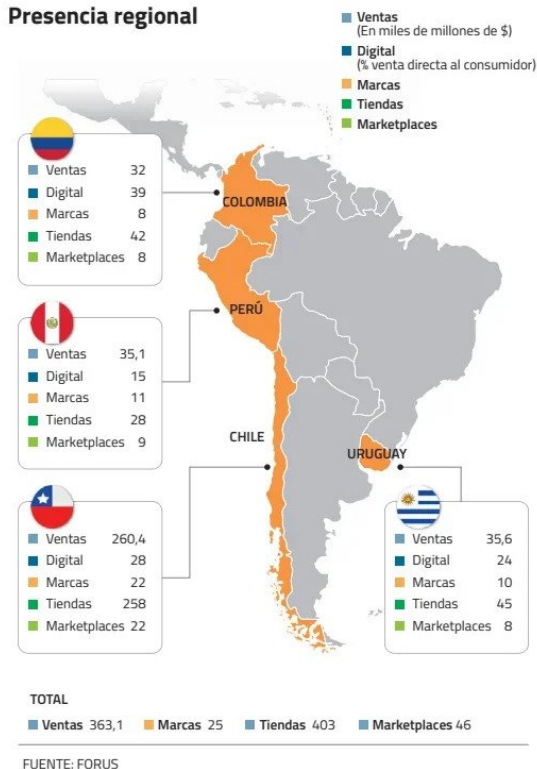 Presencia regional
Ventas
(En miles de millones de $)
Digital
(% venta directa al consumidor)
Marcas
Tiendas
Marketplaces
Ventas 32
Digital 39
Marcas 8
Tiendas 42
Marketplaces 8
COLOMBIA
Ventas 35,1
Digital 15
Marcas 11
Tiendas 28
Marketplaces 9
PERÚ
CHILE
URUGUAY
Ventas 260,4
Digital 28
Marcas 22
Tiendas 258
Marketplaces 22
Ventas 35,6
Digital 24
Marcas 10
Tiendas 45
Marketplaces 8
TOTAL
Ventas 363,1 Marcas 25 Tiendas 403 Marketplaces 46
FUENTE: FORUS